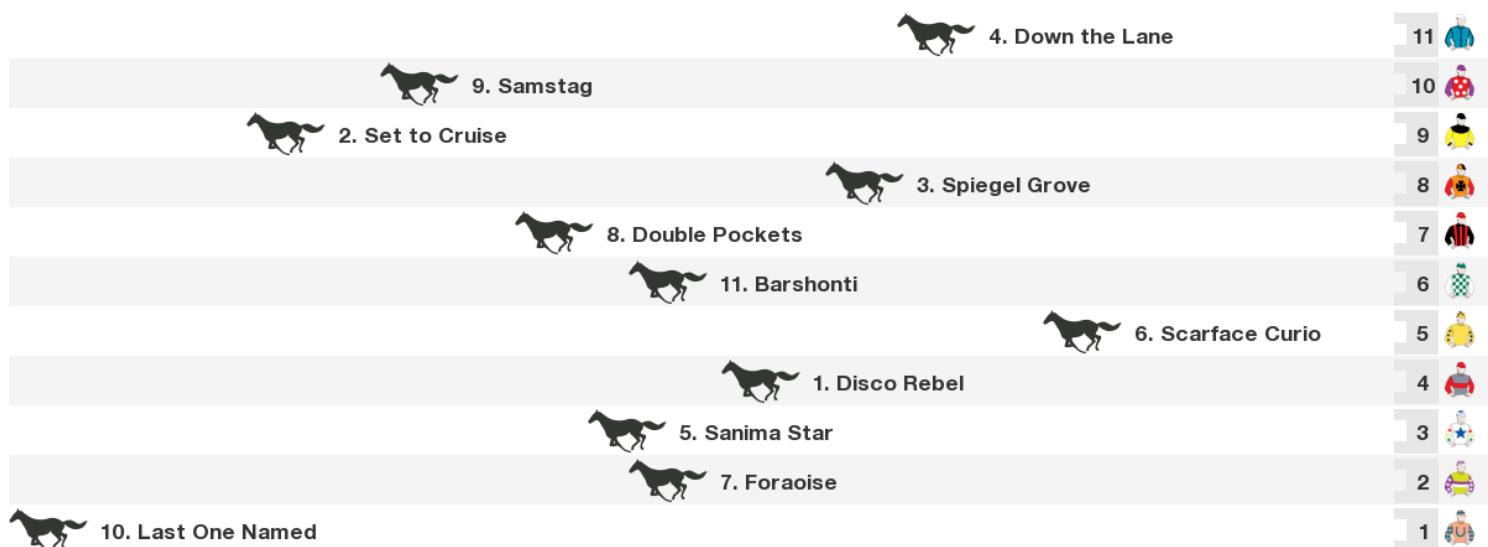 4. Down the Lane 11
9. Samstag 10
2. Set to Cruise 9
3. Spiegel Grove 8
8. Double Pockets 7
11. Barshonti 6
6. Scarface Curio 5
1. Disco Rebel 4
5. Sanima Star 3
7. Foraoise 2
10. Last One Named 1